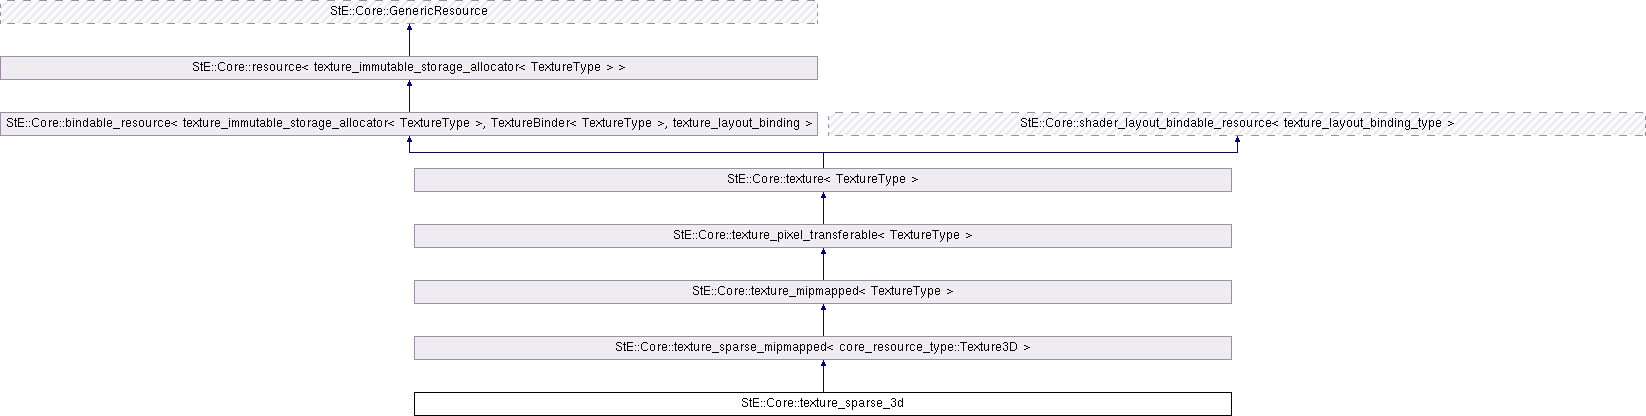 StE::Core::GenericResource
StE::Core::resource< texture_immutable_storage_allocator< TextureType > >
StE::Core::bindable_resource< texture_immutable_storage_allocator< TextureType >, TextureBinder< TextureType >, texture_layout_binding >
StE::Core::shader_layout_bindable_resource< texture_layout_binding_type >
StE::Core::texture< TextureType >
StE::Core::texture_pixel_transferable< TextureType >
StE::Core::texture_mipmapped< TextureType >
StE::Core::texture_sparse_mipmapped< core_resource_type::Texture3D >
StE::Core::texture_sparse_3d